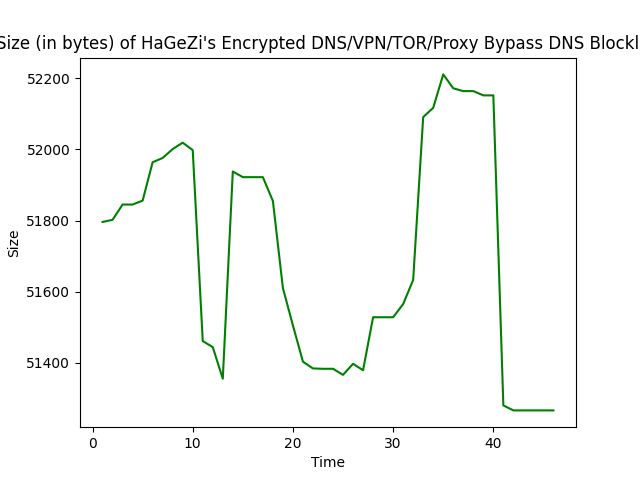 Size (in bytes) of HaGeZi's Encrypted DNS/VPN/TOR/Proxy Bypass DNS Blockl
52200
52000
51800
51600
51400
Size
0 10 20 30 40
Time